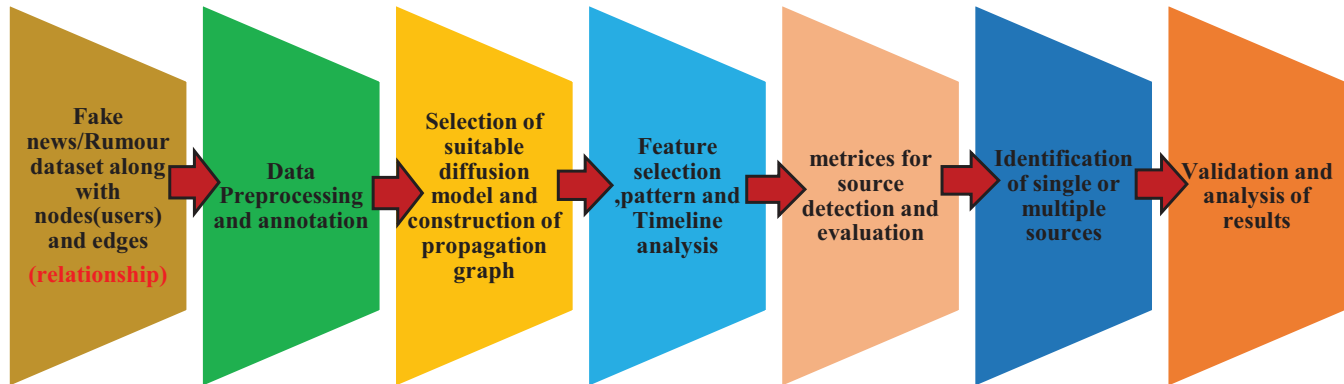 Fake
news/Rumour
dataset along
with
nodes(users)
and edges
(relationship)
Data
Preprocessing
and annotation
Selection of
suitable
diffusion
model and
construction of
propagation
graph
Feature
selection
,pattern and
Timeline
analysis
metrices for
source
detection and
evaluation
Identification
of single or
multiple
sources
Validation and
analysis of
results